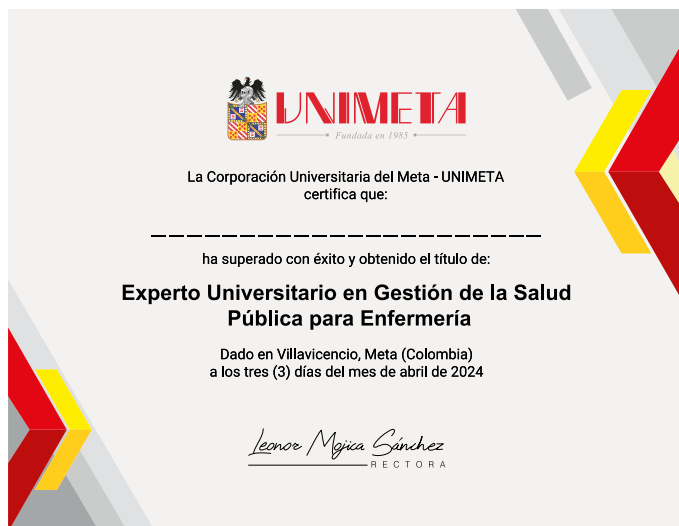 UNIMETA
Fundada en 1985
La Corporación Universitaria del Meta - UNIMETA
certifica que:
ha superado con éxito y obtenido el título de:
Experto Universitario en Gestión de la Salud
Pública para Enfermería
Dado en Villavicencio, Meta (Colombia)
a los tres (3) días del mes de abril de 2024
Leonor Mojica Sánchez
RECTORA